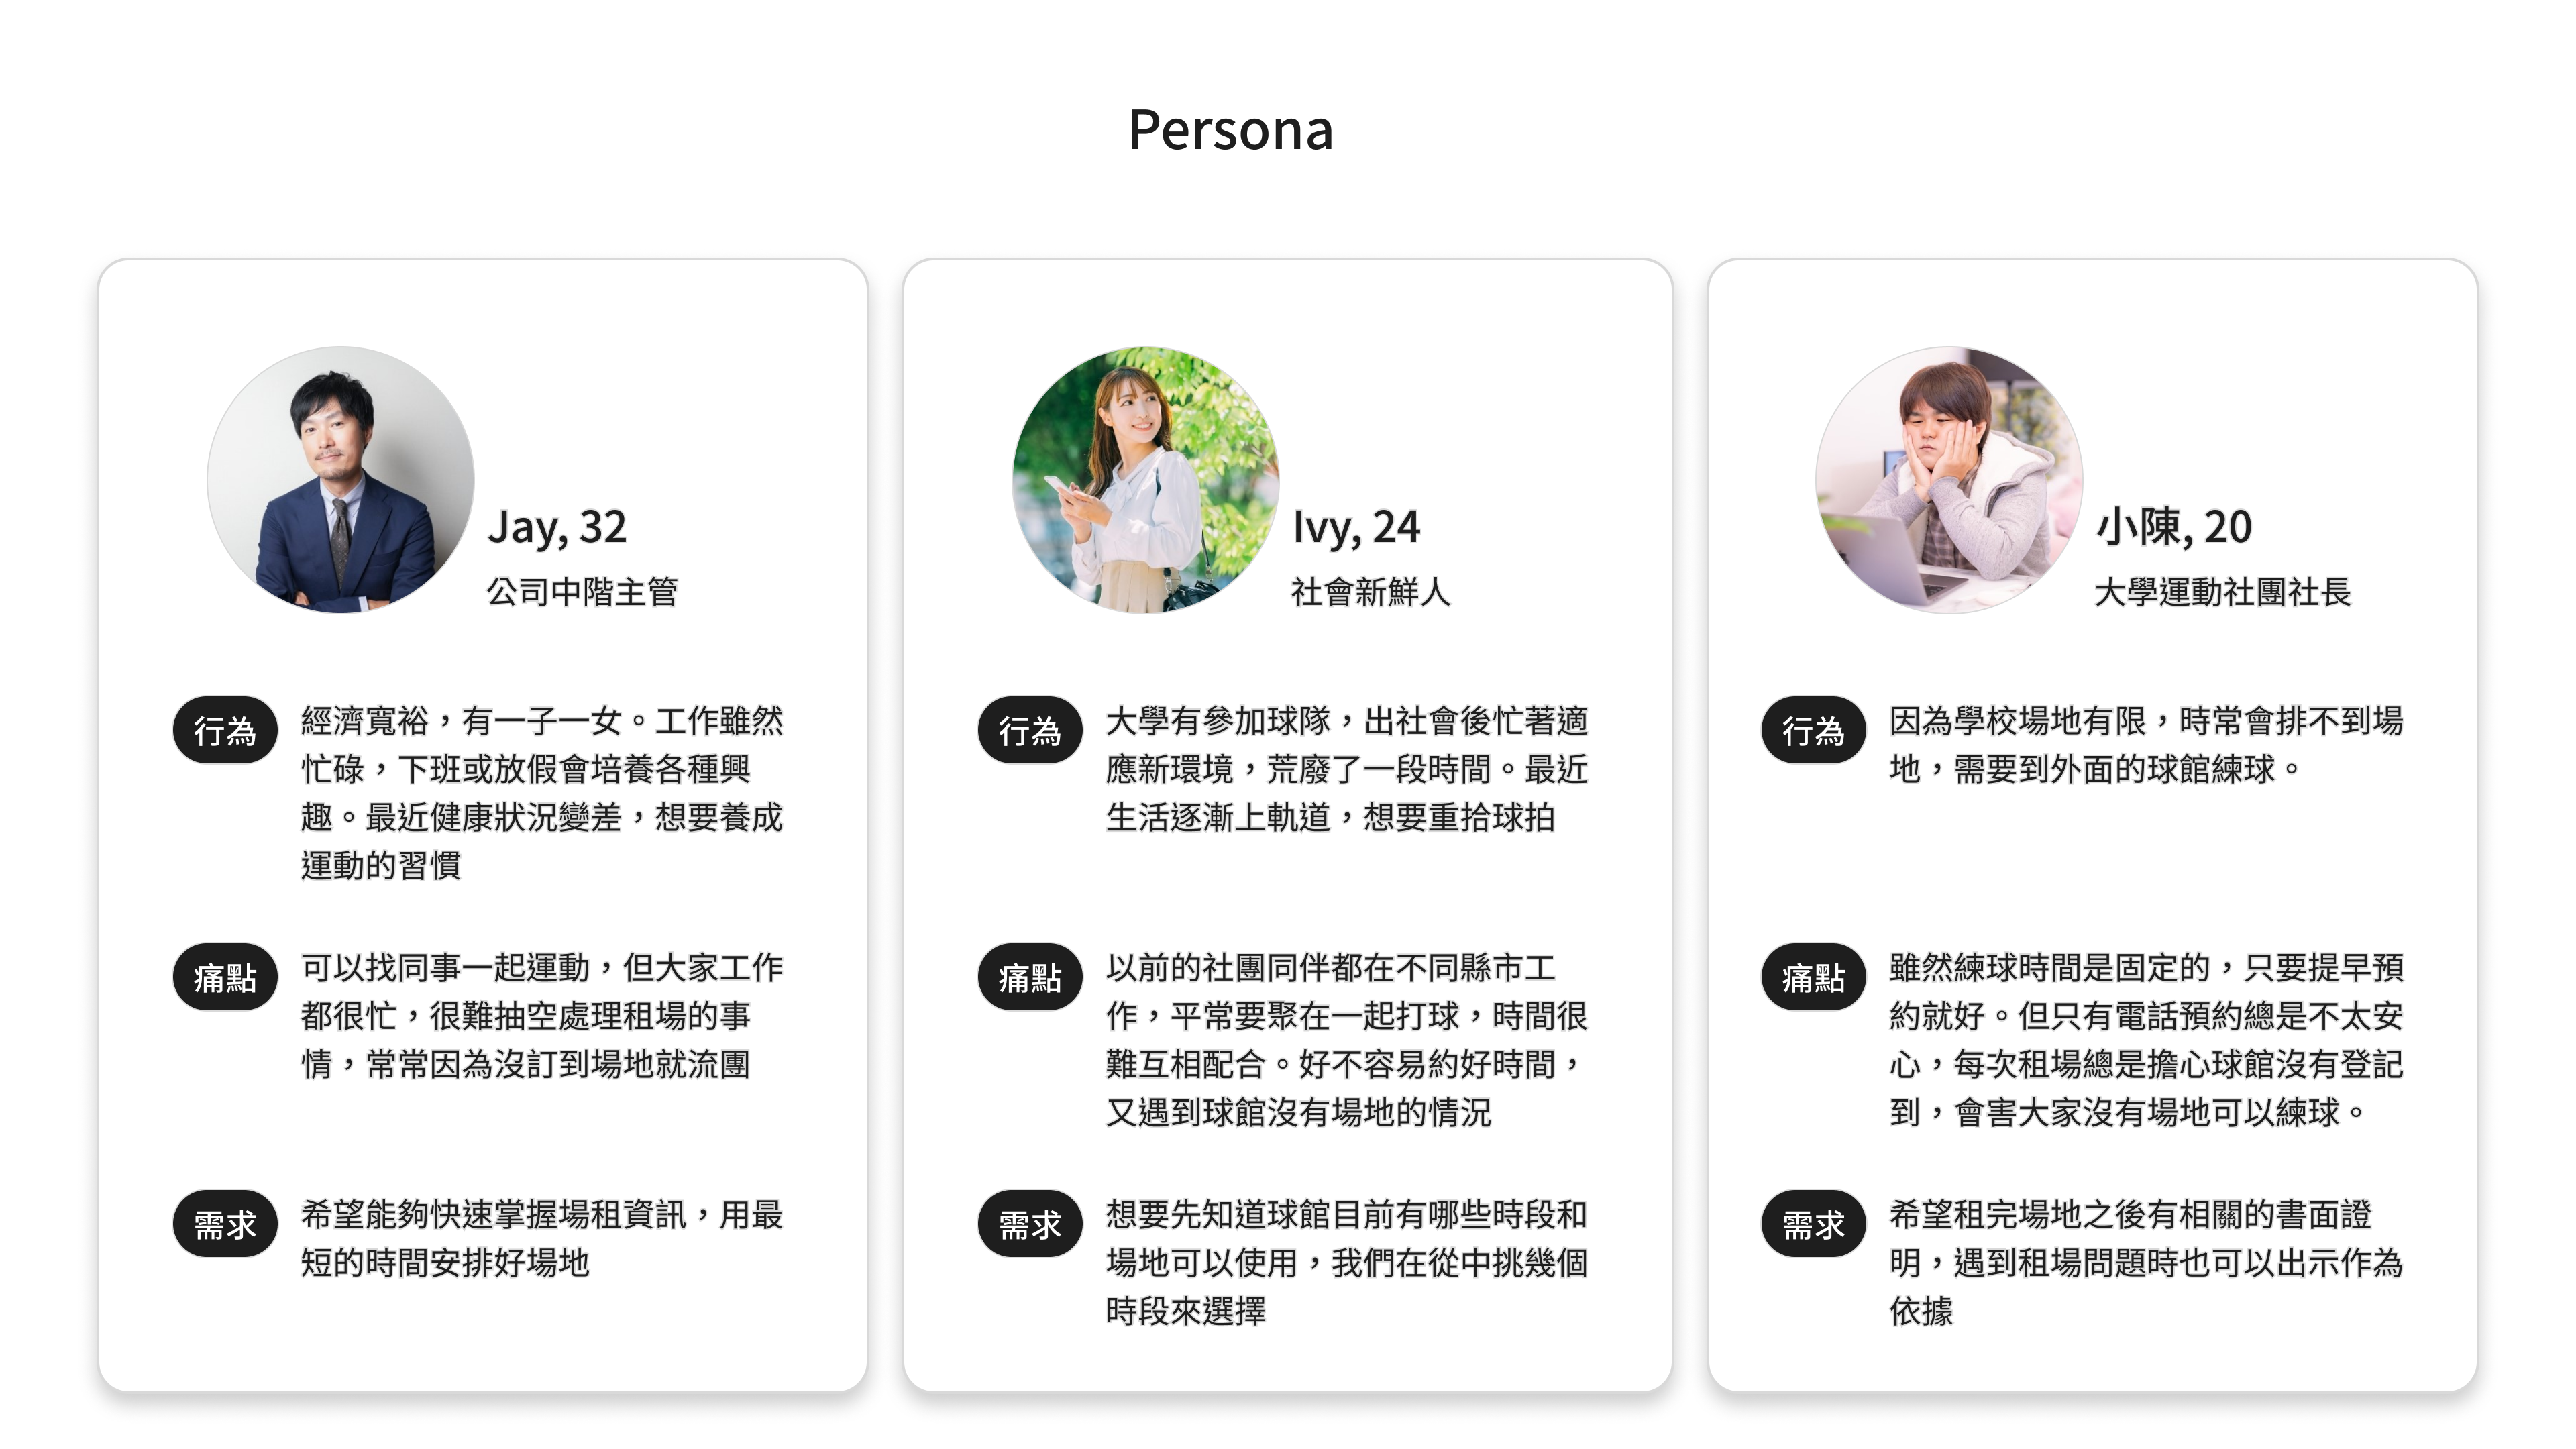 Persona
Jay, 32
公司中階主管
行為
經濟寬裕，有一子一女。工作雖然
忙碌，下班或放假會培養各種興
趣。最近健康狀況變差，想要養成
運動的習慣
痛點
可以找同事一起運動，但大家工作
都很忙，很難抽空處理租場的事
情，常常因為沒訂到場地就流團
需求
希望能夠快速掌握場租資訊，用最
短的時間安排好場地
Ivy, 24
社會新鮮人
行為
大學有參加球隊，出社會後忙著適
應新環境，荒廢了一段時間。最近
生活逐漸上軌道，想要重拾球拍
痛點
以前的社團同伴都在不同縣市工
作，平常要聚在一起打球，時間很
難互相配合。好不容易約好時間，
又遇到球館沒有場地的情況
需求
想要先知道球館目前有哪些時段和
場地可以使用，我們在從中挑幾個
時段來選擇
小陳, 20
大學運動社團社長
行為
因為學校場地有限，時常會排不到場
地，需要到外面的球館練球。
痛點
雖然練球時間是固定的，只要提早預
約就好。但只有電話預約總是不太安
心，每次租場總是擔心球館沒有登記
到，會害大家沒有場地可以練球。
需求
希望租完場地之後有相關的書面證
明，遇到租場問題時也可以出示作為
依據